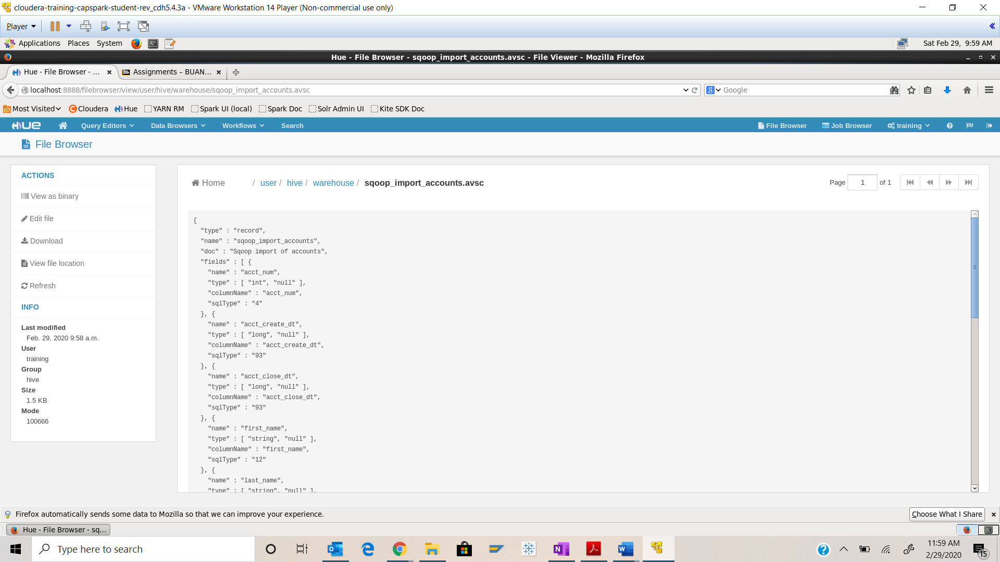 cloudera-training-capspark-student-rev_cdh5.4.3a - VMware Workstation 14 Player (Non-commercial use only)
Player
Applications Places System
Sat Feb 29, 9:59 AM
Hue - File Browser - sqoop_import_accounts.avsc - File Viewer - Mozilla Firefox
Hue - File Browser - ... Bb Assignments – BUAN...
localhost:8888/filebrowser/view/user/hive/warehouse/sqoop_import_accounts.avsc
8 Google
Most Visited Cloudera Hue YARN RM Spark UI (local) Spark Doc Solr Admin UI Kite SDK Doc
HUE Query Editors Data Browsers Workflows Search File Browser Job Browser training
File Browser
ACTIONS
View as binary
Edit file
Download
View file location
Refresh
INFO
Last modified
Feb. 29, 2020 9:58 a.m.
User
training
Group
hive
Size
1.5 KB
Mode
100666
Home / user / hive / warehouse / sqoop_import_accounts.avsc
Page 1 of 1
{
"type" : "record",
"name" : "sqoop_import_accounts",
"doc" : "Sqoop import of accounts",
"fields" : [ {
"name" : "acct_num",
"type" : [ "int", "null" ],
"columnName" : "acct_num",
"sqlType" : "4"
}, {
"name" : "acct_create_dt",
"type" : [ "long", "null" ],
"columnName" : "acct_create_dt",
"sqlType" : "93"
}, {
"name" : "acct_close_dt",
"type" : [ "long", "null" ],
"columnName" : "acct_close_dt",
"sqlType" : "93"
}, {
"name" : "first_name",
"type" : [ "string", "null" ],
"columnName" : "first_name",
"sqlType" : "12"
}, {
"name" : "last_name",
"type" : [ "string", "null" ],
Firefox automatically sends some data to Mozilla so that we can improve your experience.
Choose What I Share
Hue - File Browser - sq...
Type here to search
11:59 AM
2/29/2020
15